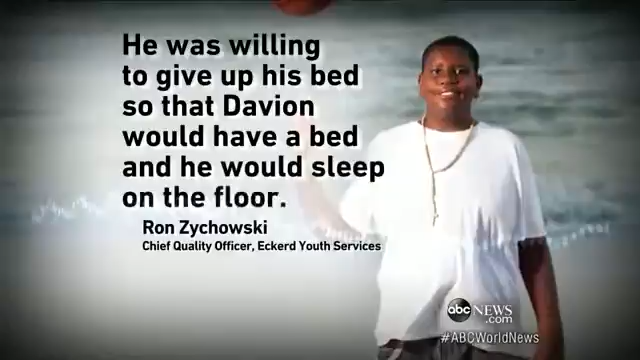 He was willing
to give up his bed
so that Davion
would have a bed
and he would sleep
on the floor.
Ron Zychowski
Chief Quality Officer, Eckerd Youth Services
abc NEWS
.com
#ABCWorldNews